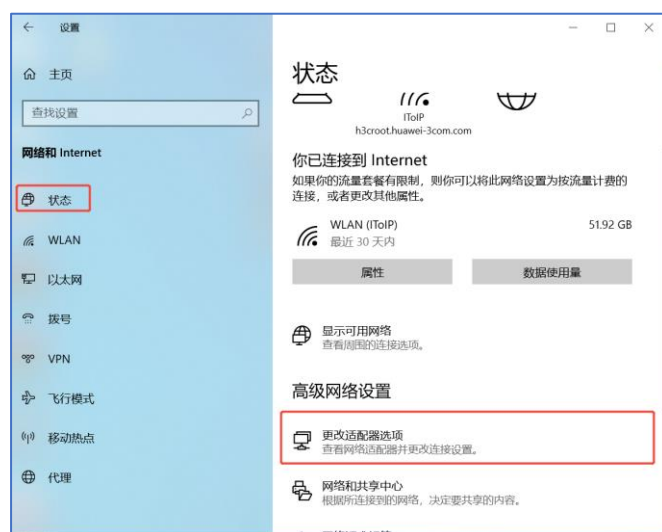 设置
主页
查找设置
网络和 Internet
状态
WLAN
以太网
拨号
VPN
飞行模式
移动热点
代理
状态
IToIP
h3croot.huawei-3com.com
你已连接到 Internet
如果你的流量套餐有限制，则你可以将此网络设置为按流量计费的
连接，或者更改其他属性。
WLAN (IToIP)
51.92 GB
最近 30 天内
属性
数据使用量
显示可用网络
查看周围的连接选项。
高级网络设置
更改适配器选项
查看网络适配器并更改连接设置。
网络和共享中心
根据所连接到的网络，决定要共享的内容。